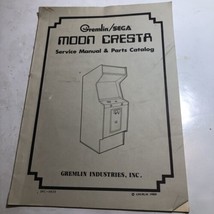 Gremlin/SEGA
MOON CRESTA
Service Manual & Parts Catalog
GREMLIN INDUSTRIES, INC.